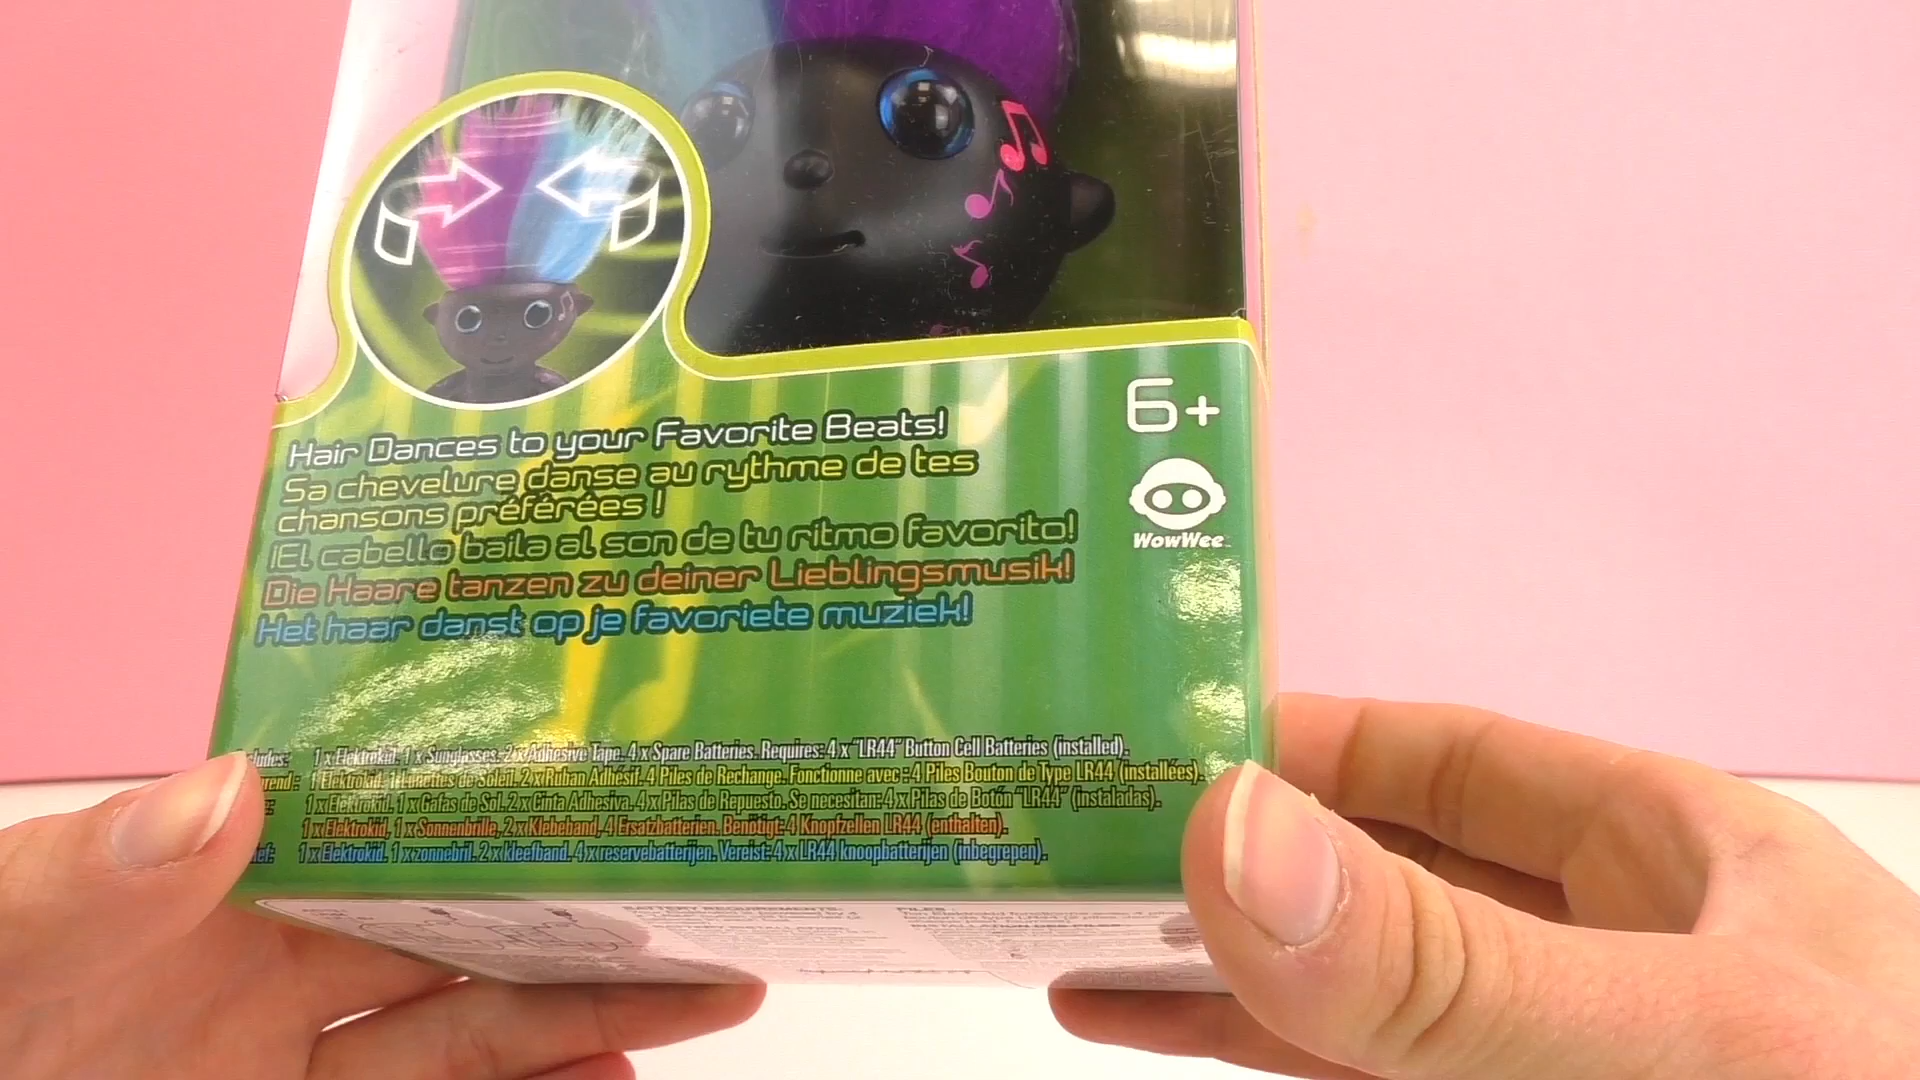 Hair Dances to your Favorite Beats!
Sa chevelure danse au rythme de tes
chansons préférées !
¡El cabello baila al son de tu ritmo favorito!
Die Haare tanzen zu deiner Lieblingsmusik!
Het haar danst op je favoriete muziek!
6+
WowWee
1 x Elektrokid. 1 x Sunglasses. 2 x Adhesive Tape. 4 x Spare Batteries. Requires: 4 x "LR44" Button Cell Batteries (installed).
1 Elektrokid. 1 Lunettes de Soleil. 2 x Ruban Adhésif. 4 Piles de Rechange. Fonctionne avec : 4 Piles Bouton de Type LR44 (installées).
1 x Elektrokid. 1 x Gafas de Sol. 2 x Cinta Adhesiva. 4 x Pilas de Repuesto. Se necesitan: 4 x Pilas de Botón "LR44" (instaladas).
1 x Elektrokid, 1 x Sonnenbrille, 2 x Klebeband, 4 Ersatzbatterien. Benötigt: 4 Knopfzellen LR44 (enthalten).
1 x Elektrokid. 1 x zonnebril. 2 x kleefband. 4 x reservebatterijen. Vereist: 4 x LR44 knoopbatterijen (inbegrepen).
BATTERY REQUIREMENTS:
PILES :